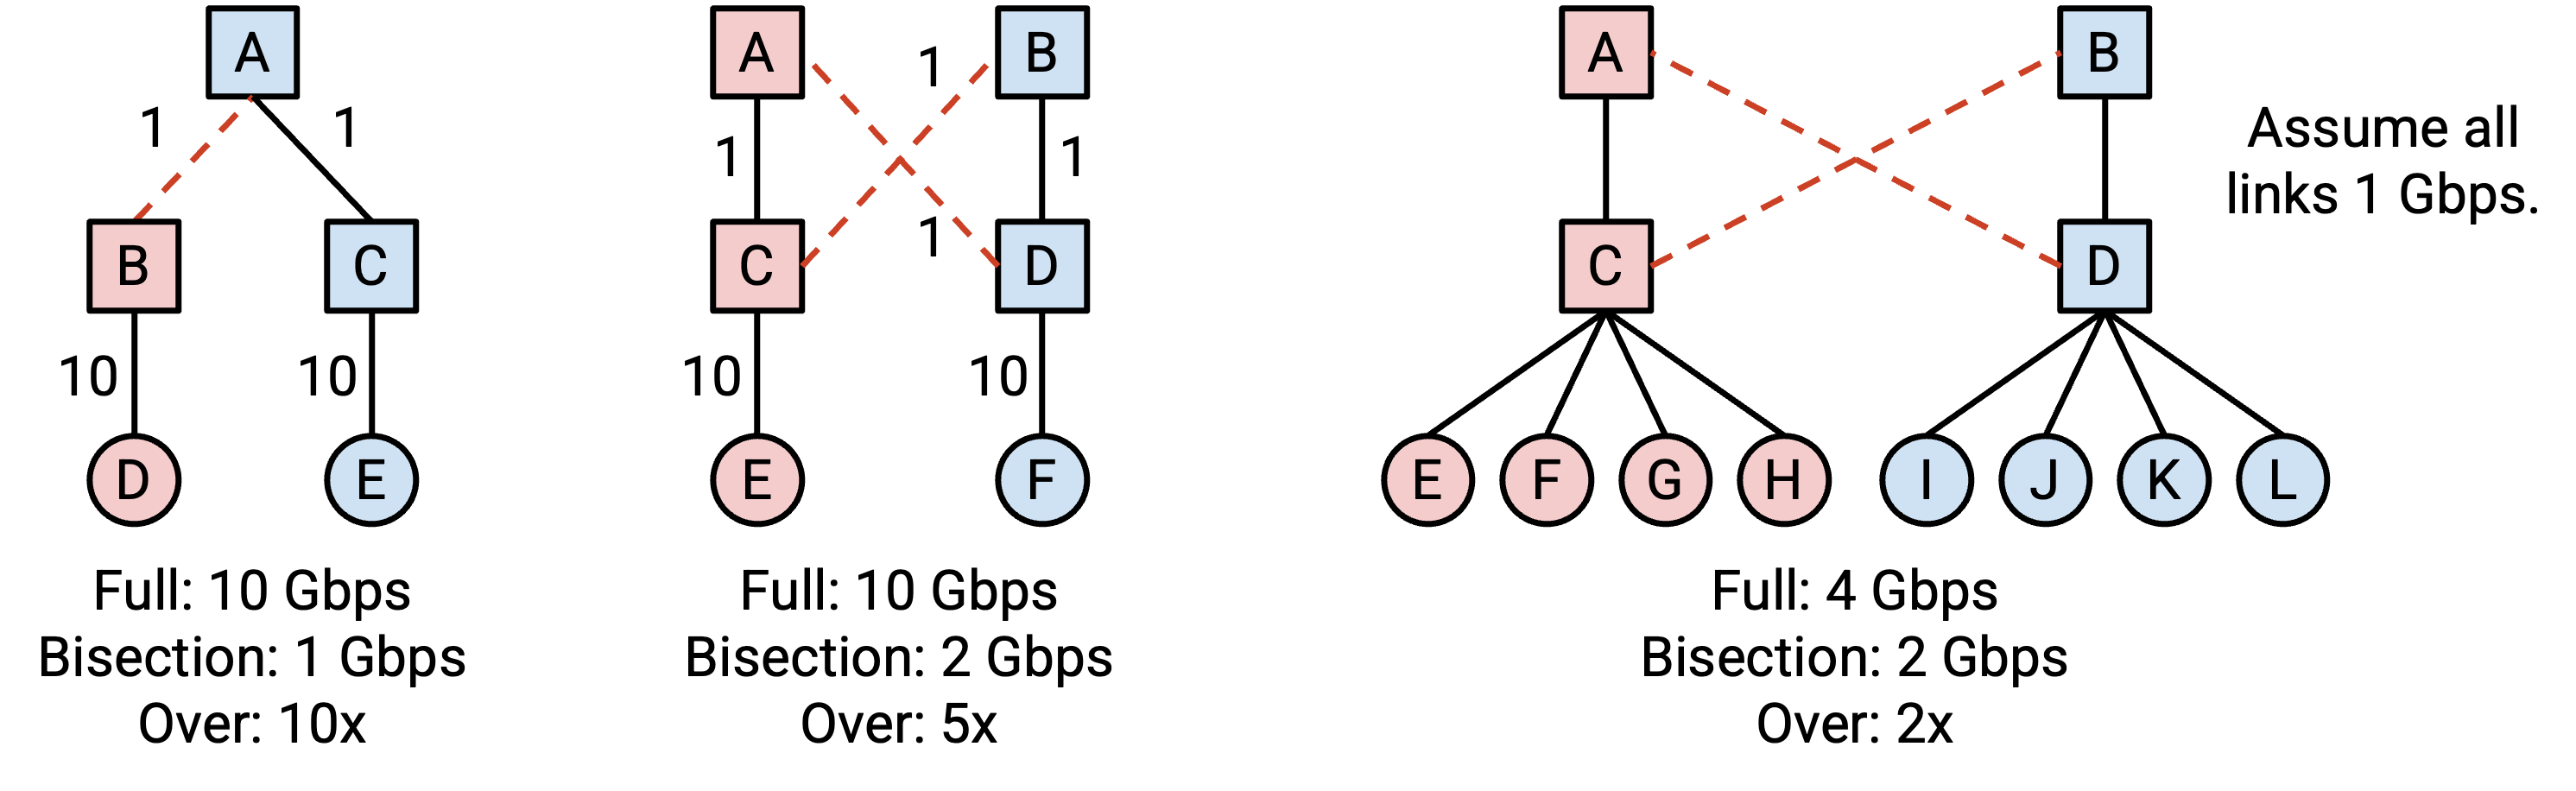 A
1
1
B
C
10
10
D
E
Full: 10 Gbps
Bisection: 1 Gbps
Over: 10x
A
1
B
1
1
C
1
D
10
10
E
F
Full: 10 Gbps
Bisection: 2 Gbps
Over: 5x
A
B
Assume all
links 1 Gbps.
C
D
E F G H I J K L
Full: 4 Gbps
Bisection: 2 Gbps
Over: 2x